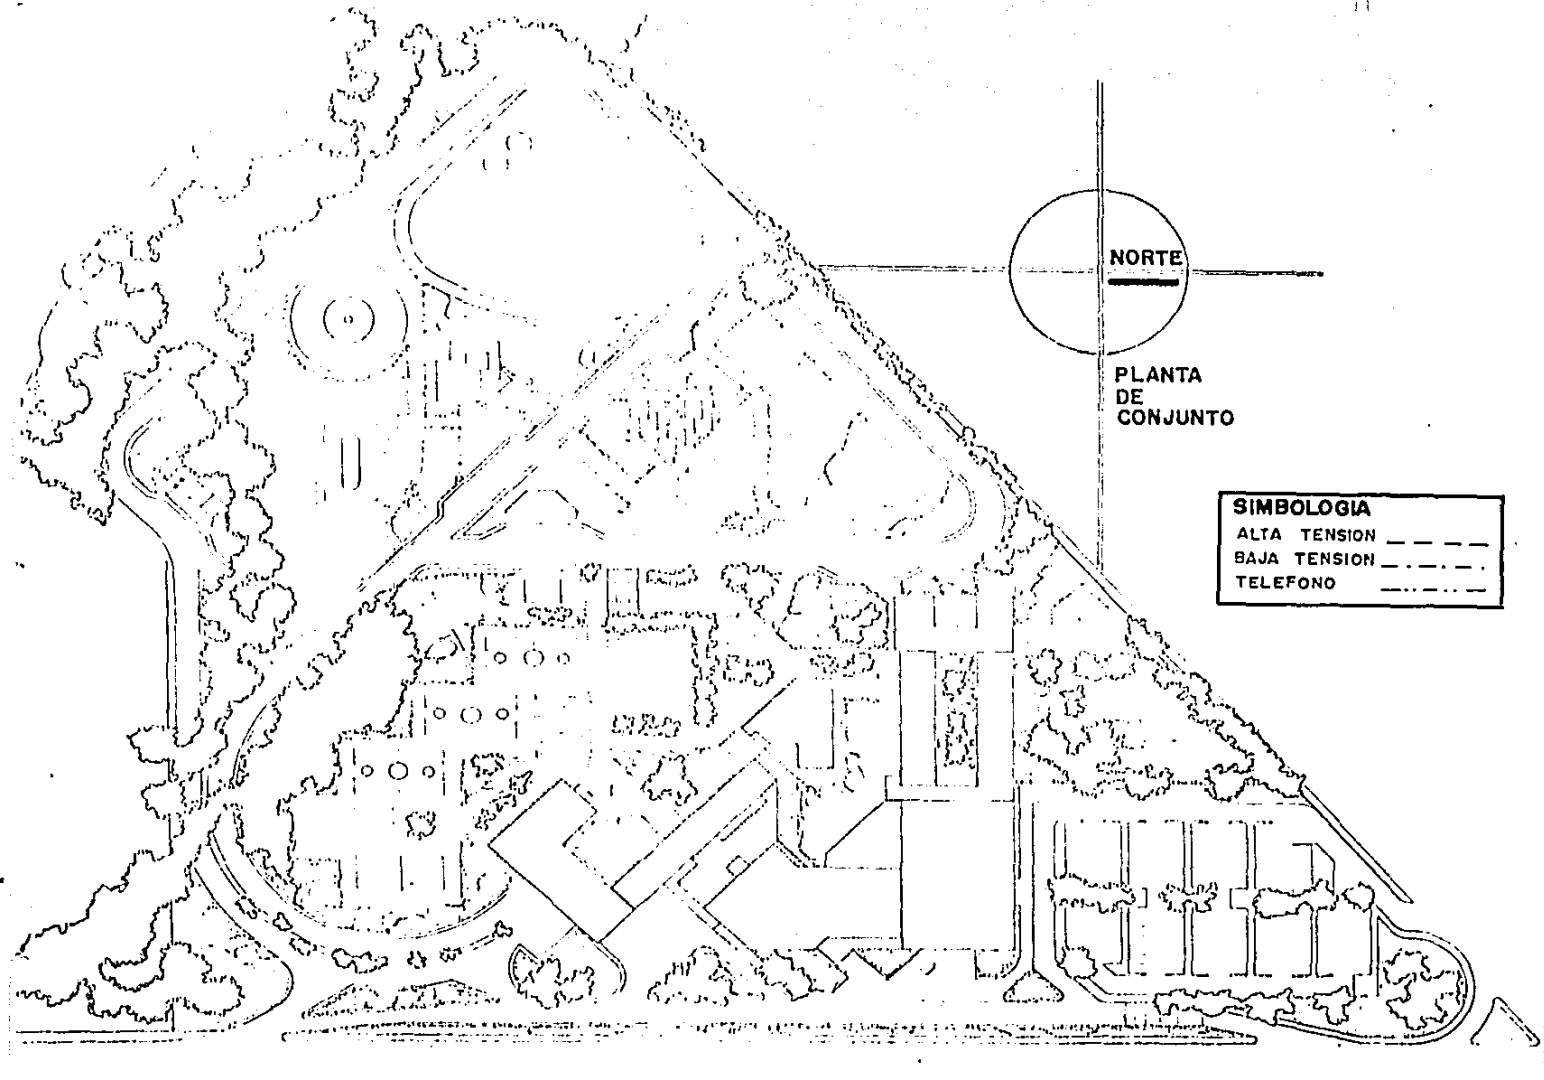 NORTE
PLANTA
DE
CONJUNTO
SIMBOLOGIA
ALTA TENSION
BAJA TENSION
TELEFONO